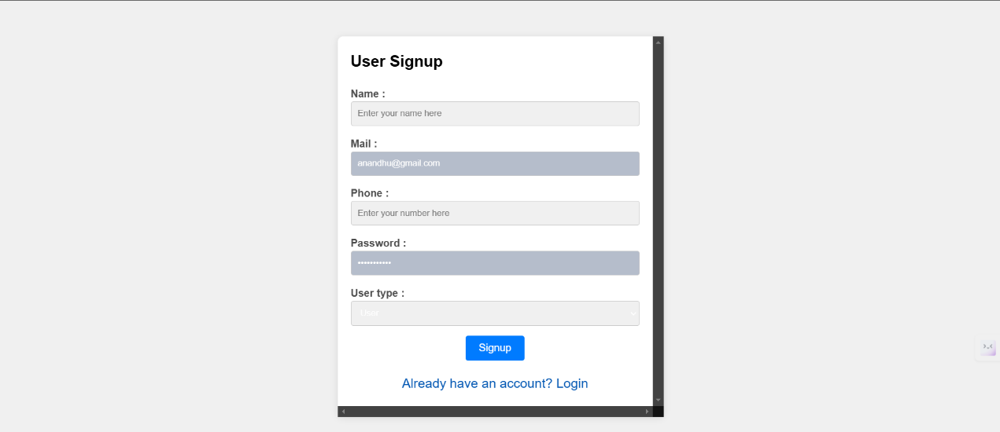 User Signup
Name :
Enter your name here
Mail :
anandhu@gmail.com
Phone :
Enter your number here
Password :
•••••••••••
User type :
User
Signup
Already have an account? Login